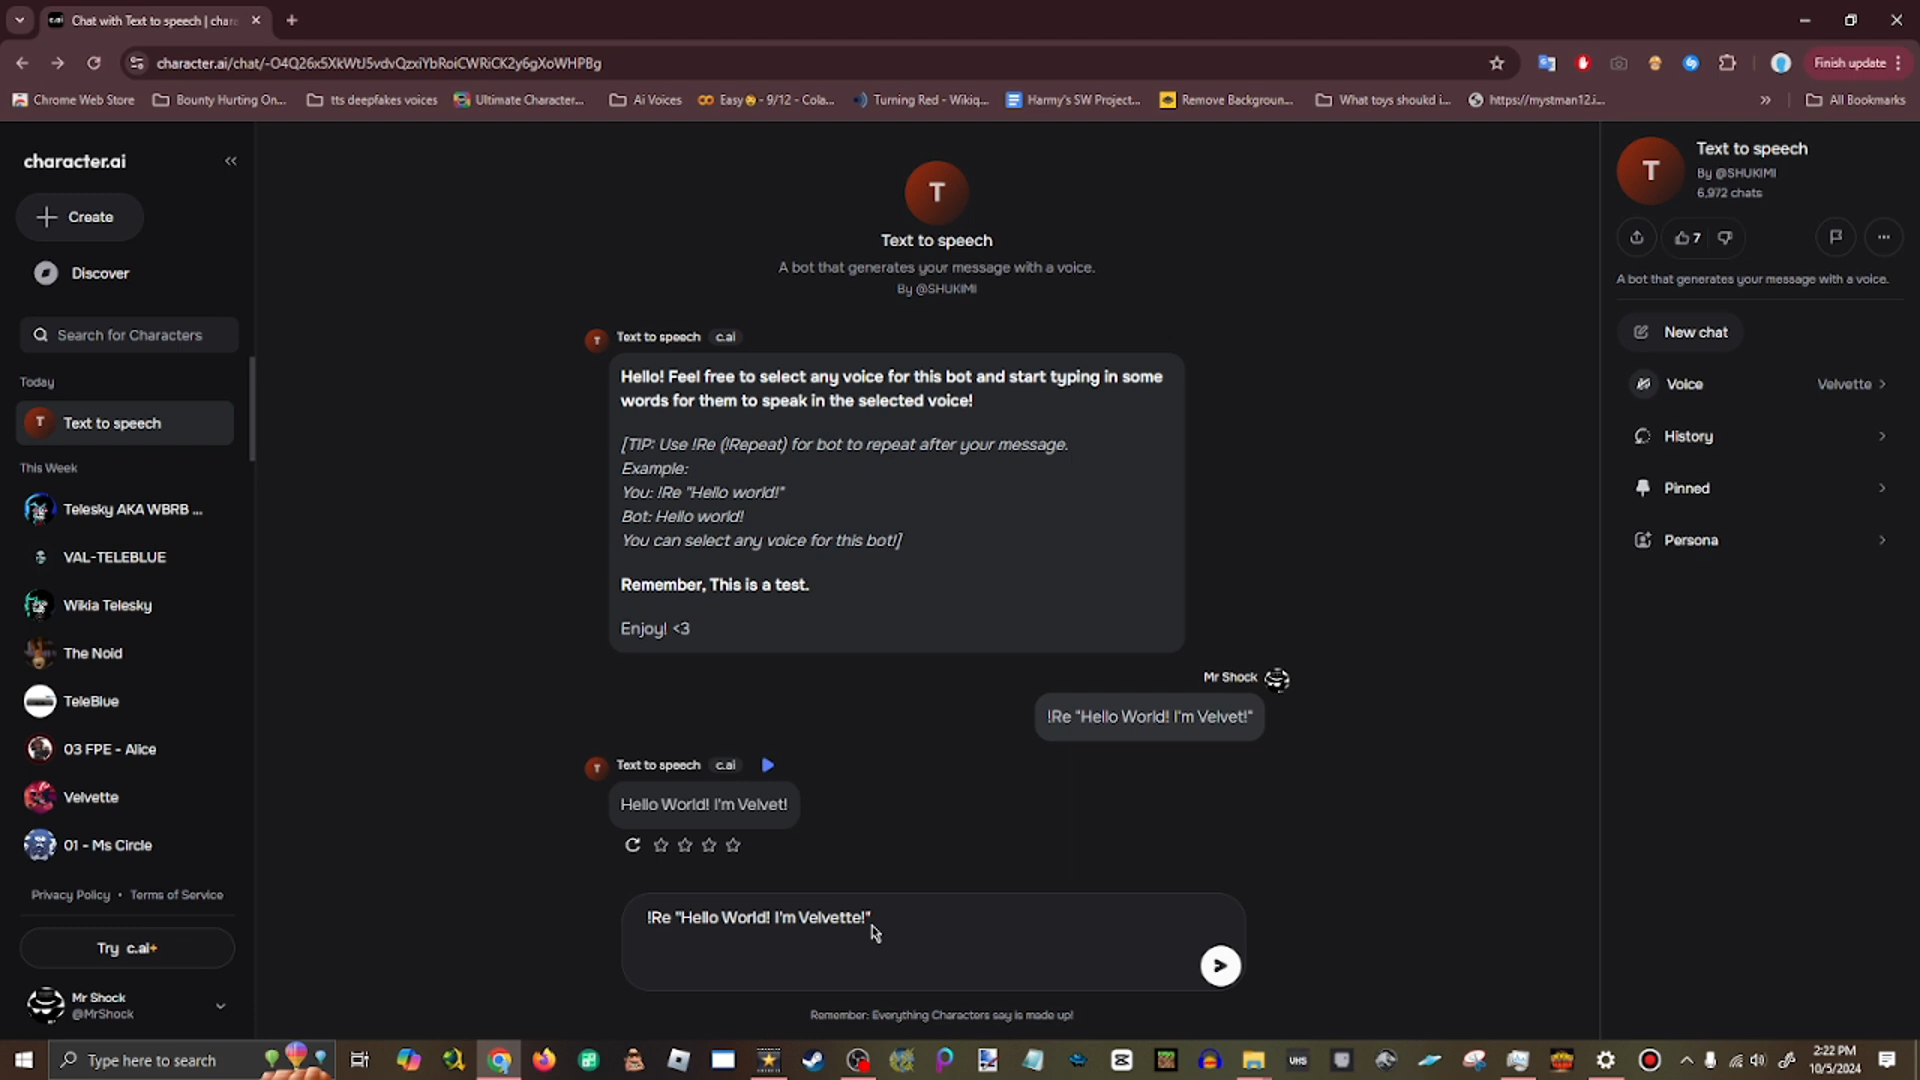 c.ai
Chat with Text to speech | chara
character.ai/chat/-O4Q26x5XkWtJ5vdvQzxiYbRoiCWRiCK2y6gXoWHPBg
Finish update
Chrome Web Store
Bounty Hurting On...
tts deepfakes voices
Ultimate Character...
Ai Voices
Easy - 9/12 - Cola...
Turning Red - Wikiq...
Harmy's SW Project...
Remove Backgroun...
What toys shoukd i...
https://mystman12.i...
»
All Bookmarks
character.ai
Create
Discover
Search for Characters
Today
T
Text to speech
This Week
Telesky AKA WBRB ...
VAL-TELEBLUE
Wikia Telesky
The Noid
TeleBlue
03 FPE - Alice
Velvette
01 - Ms Circle
Privacy Policy • Terms of Service
Try c.ai+
Mr Shock
@MrShock
T
Text to speech
A bot that generates your message with a voice.
By @SHUKIMI
T
Text to speech c.ai
Hello! Feel free to select any voice for this bot and start typing in some
words for them to speak in the selected voice!
[TIP: Use !Re (!Repeat) for bot to repeat after your message.
Example:
You: !Re "Hello world!"
Bot: Hello world!
You can select any voice for this bot!]
Remember, This is a test.
Enjoy! <3
Mr Shock
!Re "Hello World! I'm Velvet!"
T
Text to speech c.ai
Hello World! I'm Velvet!
!Re "Hello World! I'm Velvette!"
Remember: Everything Characters say is made up!
T
Text to speech
By @SHUKIMI
6,972 chats
7
A bot that generates your message with a voice.
New chat
Voice
Velvette
History
Pinned
Persona
Type here to search
UHS
2:22 PM
10/5/2024